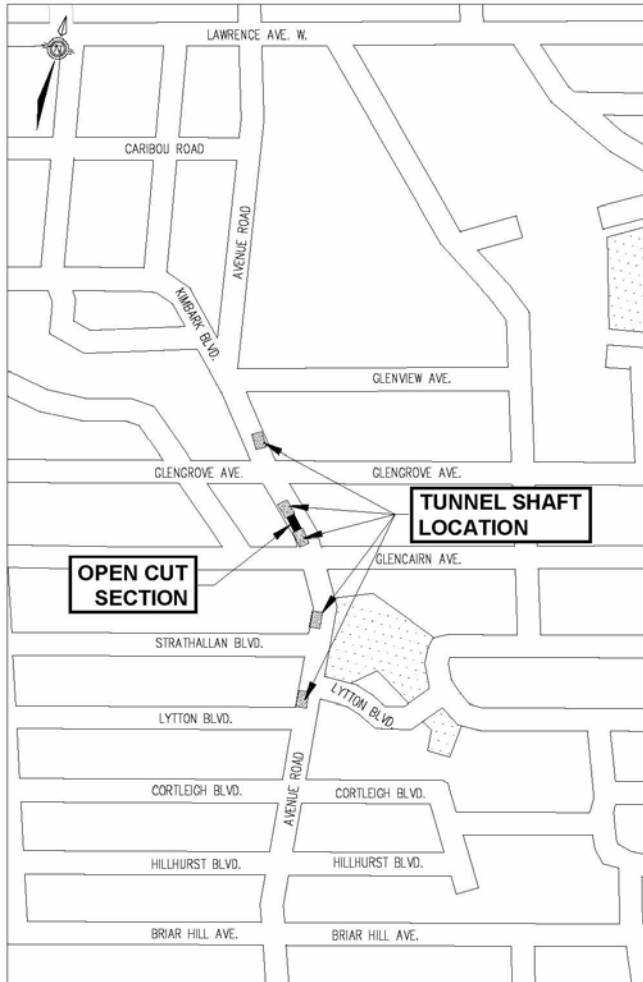 LAWRENCE AVE. W.
N
CARIBOU ROAD
AVENUE ROAD
KIMBARK BLVD.
GLENVIEW AVE.
GLENGROVE AVE.
GLENGROVE AVE.
TUNNEL SHAFT
LOCATION
OPEN CUT
SECTION
GLENCAIRN AVE.
STRATHALLAN BLVD.
LYTTON BLVD.
LYTTON BLVD.
AVENUE ROAD
CORTLEIGH BLVD.
CORTLEIGH BLVD.
HILLHURST BLVD.
HILLHURST BLVD.
BRIAR HILL AVE.
BRIAR HILL AVE.